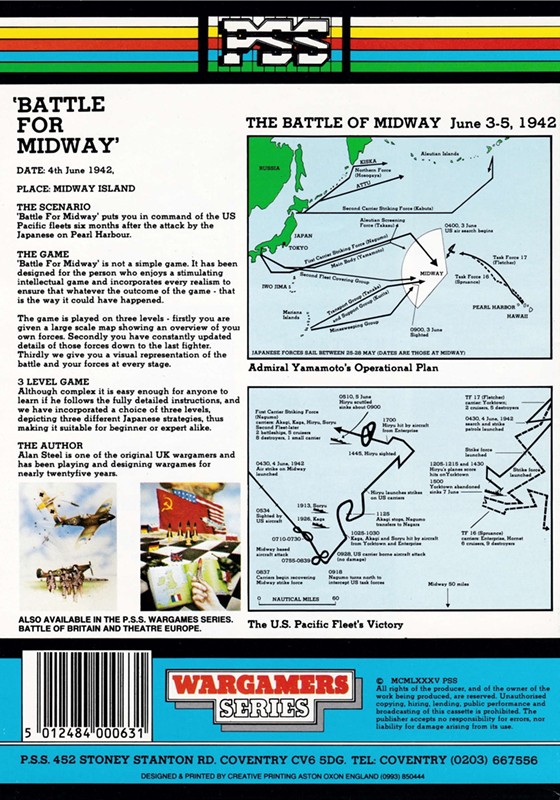 PSS
'BATTLE
FOR
MIDWAY'
DATE: 4th June 1942,
PLACE: MIDWAY ISLAND
THE SCENARIO
'Battle For Midway' puts you in command of the US
Pacific fleets six months after the attack by the
Japanese on Pearl Harbour.
THE GAME
'Battle For Midway' is not a simple game. It has been
designed for the person who enjoys a stimulating
intellectual game and incorporates every realism to
ensure that whatever the outcome of the game - that
is the way it could have happened.
The game is played on three levels - firstly you are
given a large scale map showing an overview of your
own forces. Secondly you have constantly updated
details of those forces down to the last fighter.
Thirdly we give you a visual representation of the
battle and your forces at every stage.
3 LEVEL GAME
Although complex it is easy enough for anyone to
learn if he follows the fully detailed instructions, and
we have incorporated a choice of three levels,
depicting three different Japanese strategies, thus
making it suitable for beginner or expert alike.
THE AUTHOR
Alan Steel is one of the original UK wargamers and
has been playing and designing wargames for
nearly twentyfive years.
ALSO AVAILABLE IN THE P.S.S. WARGAMES SERIES.
BATTLE OF BRITAIN AND THEATRE EUROPE.
THE BATTLE OF MIDWAY June 3-5, 1942
Aleutian Islands
RUSSIA
KISKA
Northern Force
(Hosogaya)
ATTU
Second Carrier Striking Force (Kakuta)
Aleutian Screening
Force (Takasu)
0400, 3 June
US air search begins
JAPAN
TOKYO
First Carrier Striking Force (Nagumo)
Main Body (Yamamoto)
Second Fleet Covering Group
MIDWAY
Task Force 17
(Fletcher)
Task Force 16
(Spruance)
IWO JIMA
Transport Group (Tanaka)
and Support Group (Kurita)
Mariana
Islands
Minesweeping Group
PEARL HARBOR
HAWAII
0900, 3 June
Sighted
JAPANESE FORCES SAIL BETWEEN 25-28 MAY (DATES ARE THOSE AT MIDWAY)
Admiral Yamamoto's Operational Plan
First Carrier Striking Force
(Nagumo)
carriers: Akagi, Kaga, Hiryu, Soryu
Second Fleet-later
2 battleships, 5 cruisers
8 destroyers, 1 small carrier
0510, 5 June
Hiryu scuttled
sinks about 0900
1700
Hiryu hit by aircraft
from Enterprise
1445, Hiryu sighted
TF 17 (Fletcher)
carrier: Yorktown,
2 cruisers, 5 destroyers
0430, 4 June, 1942
search and strike
patrols launched
Strike force
launched
0430, 4 June, 1942
Air strike on Midway
launched
1205-1215 and 1430
Hiryu's planes score
hits on Yorktown
1500
Yorktown abandoned
sinks 7 June
Strike force
launched
Hiryu launches strikes
on US carriers
0534
Sighted by
US aircraft
1913, Soryu
1925, Kaga
1125
Akagi stops, Nagumo
transfers to Nagara
0710-0730
1025-1030
Kaga, Akagi and Soryu hit by aircraft
from Yorktown and Enterprise
TF 16 (Spruance)
carriers: Enterprise, Hornet
6 cruisers, 9 destroyers
Midway based
aircraft attack
0755-0839
0928, US carrier borne aircraft attack
(no damage)
0837
Carriers begin recovering
Midway strike force
0918
Nagumo turns north to
intercept US task forces
Midway 50 miles
0 NAUTICAL MILES 60
The U.S. Pacific Fleet's Victory
5 012484 000631
WARGAMERS
SERIES
© MCMLXXXV PSS
All rights of the producer, and of the owner of the
work being produced, are reserved. Unauthorised
copying, hiring, lending, public performance and
broadcasting of this cassette is prohibited. The
publisher accepts no responsibility for errors, nor
liability for damage arising from its use.
P.S.S. 452 STONEY STANTON RD. COVENTRY CV6 5DG. TEL: COVENTRY (0203) 667556
DESIGNED & PRINTED BY CREATIVE PRINTING ASTON OXON ENGLAND (0993) 850444